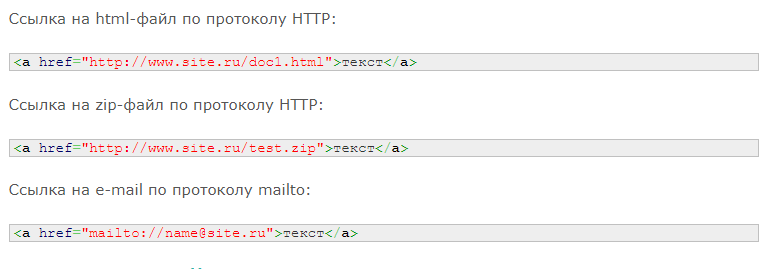 Ссылка на html-файл по протоколу HTTP:
<a href="http://www.site.ru/doc1.html">текст</a>
Ссылка на zip-файл по протоколу HTTP:
<a href="http://www.site.ru/test.zip">текст</a>
Ссылка на e-mail по протоколу mailto:
<a href="mailto://name@site.ru">текст</a>